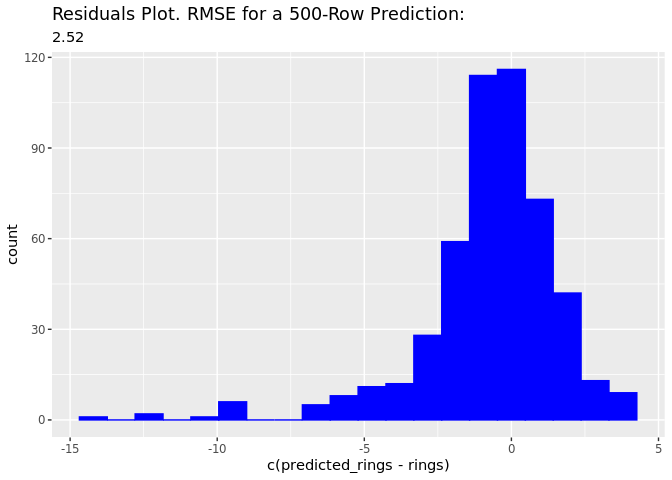 Residuals Plot. RMSE for a 500-Row Prediction:
2.52
120
90
60
30
0
count
-15 -10 -5 0 5
c(predicted_rings - rings)